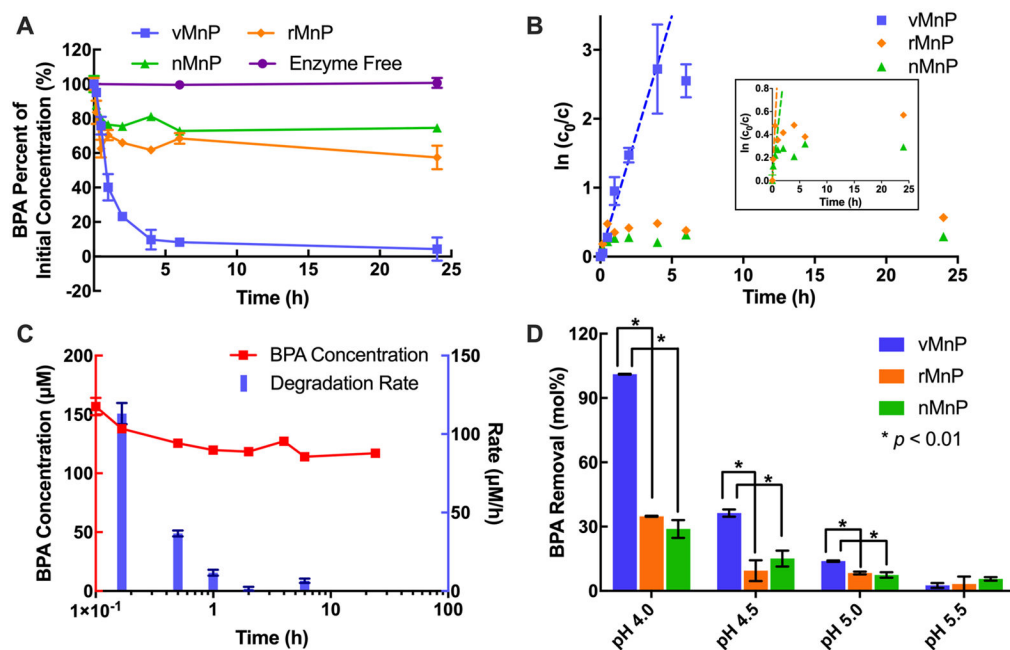 A
vMnP
rMnP
nMnP
Enzyme Free
BPA Percent of
Initial Concentration (%)
120
100
80
60
40
20
0
-20
5
10
15
20
25
Time (h)
B
vMnP
rMnP
nMnP
ln (c0/c)
3
2
1
0
0
5
10
15
20
25
Time (h)
ln (c0/c)
0.8
0.6
0.4
0.2
0.0
0
5
10
15
20
25
Time (h)
C
BPA Concentration
Degradation Rate
BPA Concentration (µM)
200
150
100
50
0
1×10-1
1
10
100
Time (h)
150
100
50
0
Rate (µM/h)
D
vMnP
rMnP
nMnP
* p < 0.01
BPA Removal (mol%)
120
90
60
30
0
*
*
*
*
*
*
pH 4.0
pH 4.5
pH 5.0
pH 5.5